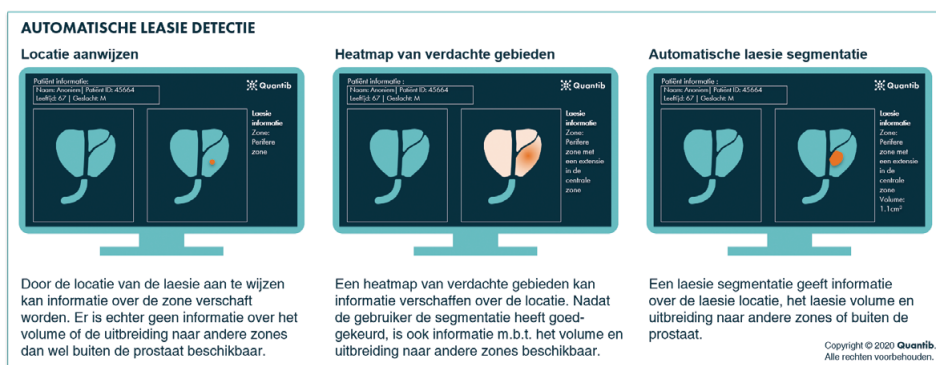 AUTOMATISCHE LEASIE DETECTIE
Locatie aanwijzen
Patiënt informatie:
Naam: Anoniem| Patiënt ID: 45664
Leeftijd: 67 | Geslacht: M
Quantib
Laesie
informatie
Zone:
Perifere
zone
Door de locatie van de laesie aan te wijzen
kan informatie over de zone verschaft
worden. Er is echter geen informatie over het
volume of de uitbreiding naar andere zones
dan wel buiten de prostaat beschikbaar.
Heatmap van verdachte gebieden
Patiënt informatie :
Naam: Anoniem| Patiënt ID: 45664
Leeftijd: 67 | Geslacht: M
Quantib
Laesie
informatie
Zone:
Perifere
zone met
een extensie
in de
centrale
zone
Een heatmap van verdachte gebieden kan
informatie verschaffen over de locatie. Nadat
de gebruiker de segmentatie heeft goed-
gekeurd, is ook informatie m.b.t. het volume en
uitbreiding naar andere zones beschikbaar.
Automatische laesie segmentatie
Patiënt informatie :
Naam: Anoniem| Patiënt ID: 45664
Leeftijd: 67 | Geslacht: M
Quantib
Laesie
informatie
Zone:
Perifere
zone met
een extensie
in de
centrale
zone
Volume:
1.1cm³
Een laesie segmentatie geeft informatie
over de laesie locatie, het laesie volume en
uitbreiding naar andere zones of buiten de
prostaat.
Copyright © 2020 Quantib.
Alle rechten voorbehouden.